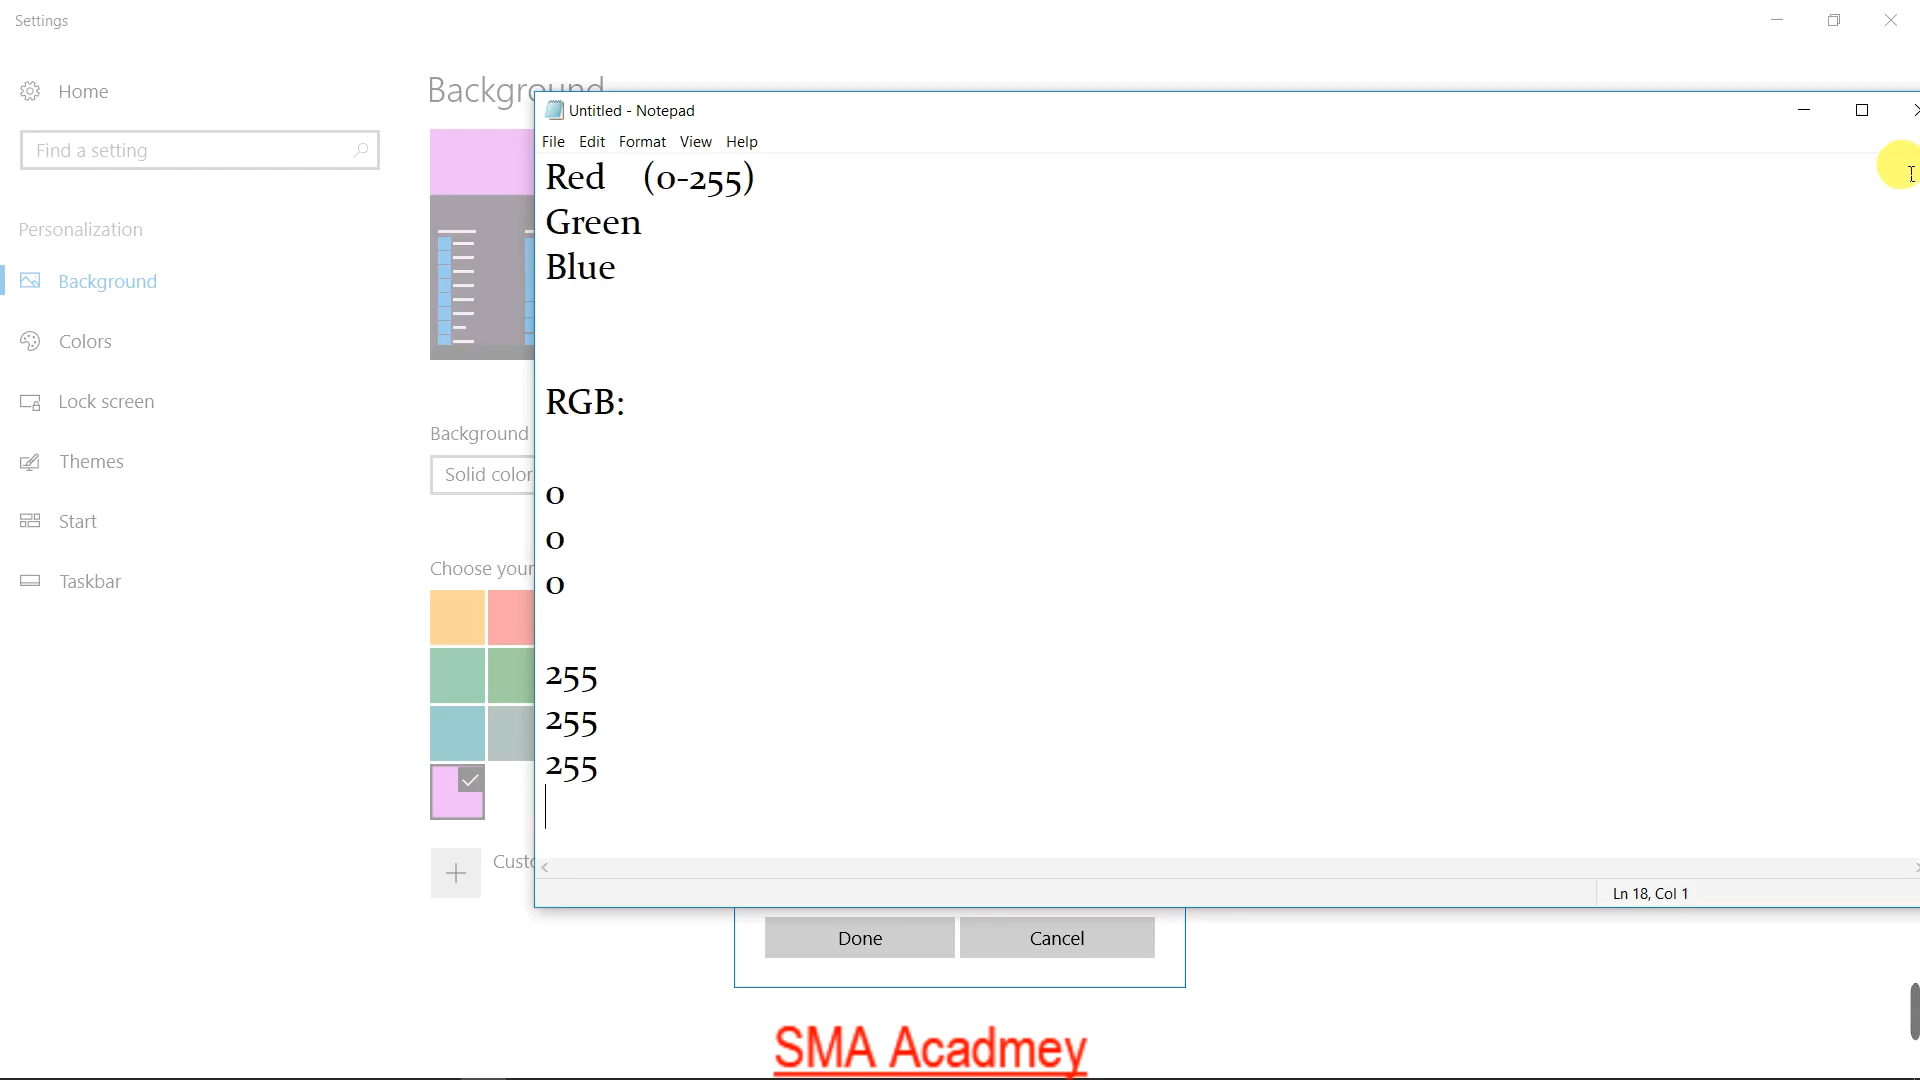 Settings
Home
Find a setting
Personalization
Background
Colors
Lock screen
Themes
Start
Taskbar
Background
Background
Solid color
Choose your
Untitled - Notepad
File Edit Format View Help
Red (0-255)
Green
Blue
RGB:
0
0
0
255
255
255
Ln 18, Col 1
Done
Cancel
SMA Acadmey